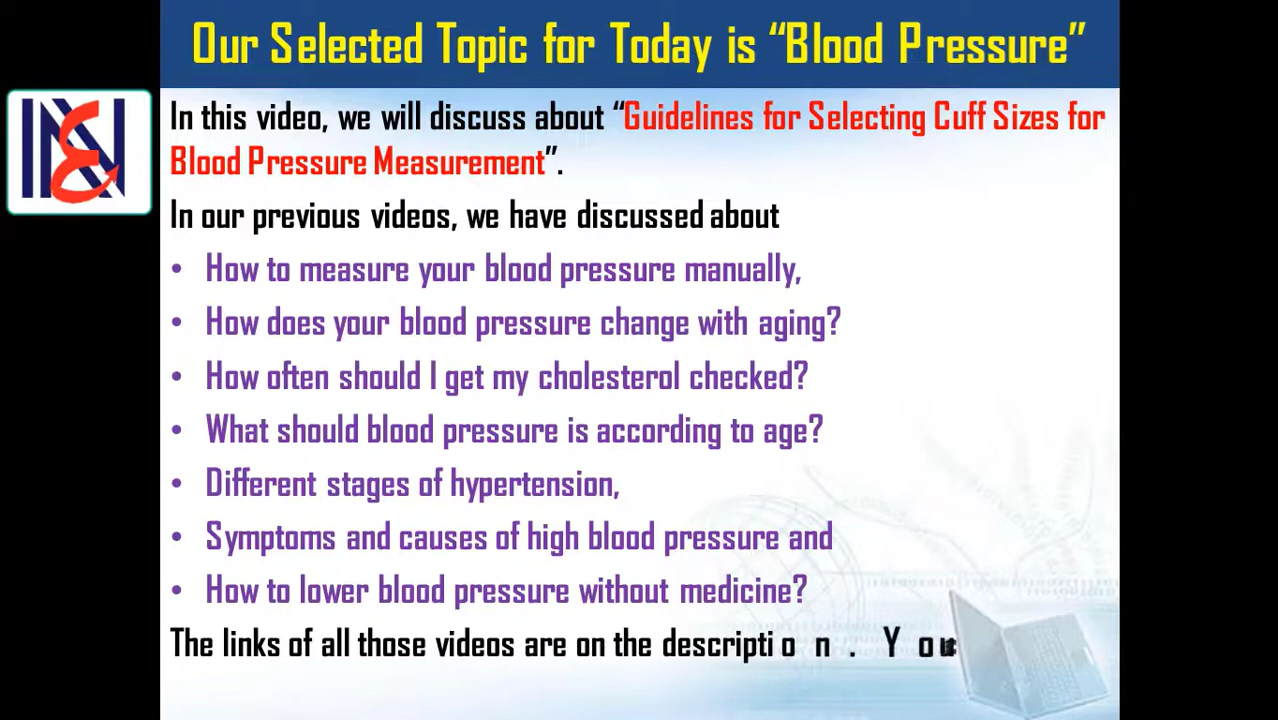 Our Selected Topic for Today is “Blood Pressure”
In this video, we will discuss about “Guidelines for Selecting Cuff Sizes for
Blood Pressure Measurement”.
In our previous videos, we have discussed about
• How to measure your blood pressure manually,
• How does your blood pressure change with aging?
• How often should I get my cholesterol checked?
• What should blood pressure is according to age?
• Different stages of hypertension,
• Symptoms and causes of high blood pressure and
• How to lower blood pressure without medicine?
The links of all those videos are on the description. You